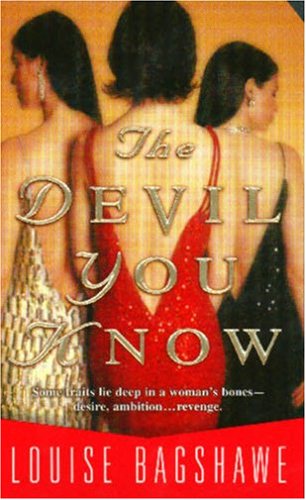 The
DEVIL
YOU
KNOW
Some traits lie deep in a woman's bones—
desire, ambition...revenge.
LOUISE BAGSHAWE